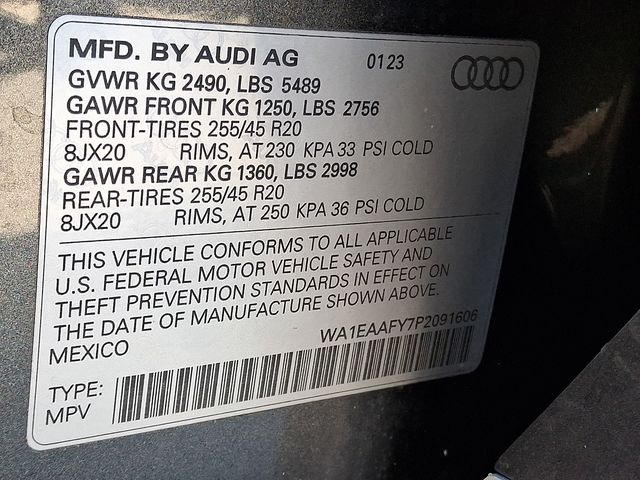 MFD. BY AUDI AG 0123
GVWR KG 2490, LBS 5489
GAWR FRONT KG 1250, LBS 2756
FRONT-TIRES 255/45 R20
8JX20 RIMS, AT 230 KPA 33 PSI COLD
GAWR REAR KG 1360, LBS 2998
REAR-TIRES 255/45 R20
8JX20 RIMS, AT 250 KPA 36 PSI COLD
THIS VEHICLE CONFORMS TO ALL APPLICABLE
U.S. FEDERAL MOTOR VEHICLE SAFETY AND
THEFT PREVENTION STANDARDS IN EFFECT ON
THE DATE OF MANUFACTURE SHOWN ABOVE.
MEXICO WA1EAAFY7P2091606
TYPE:
MPV